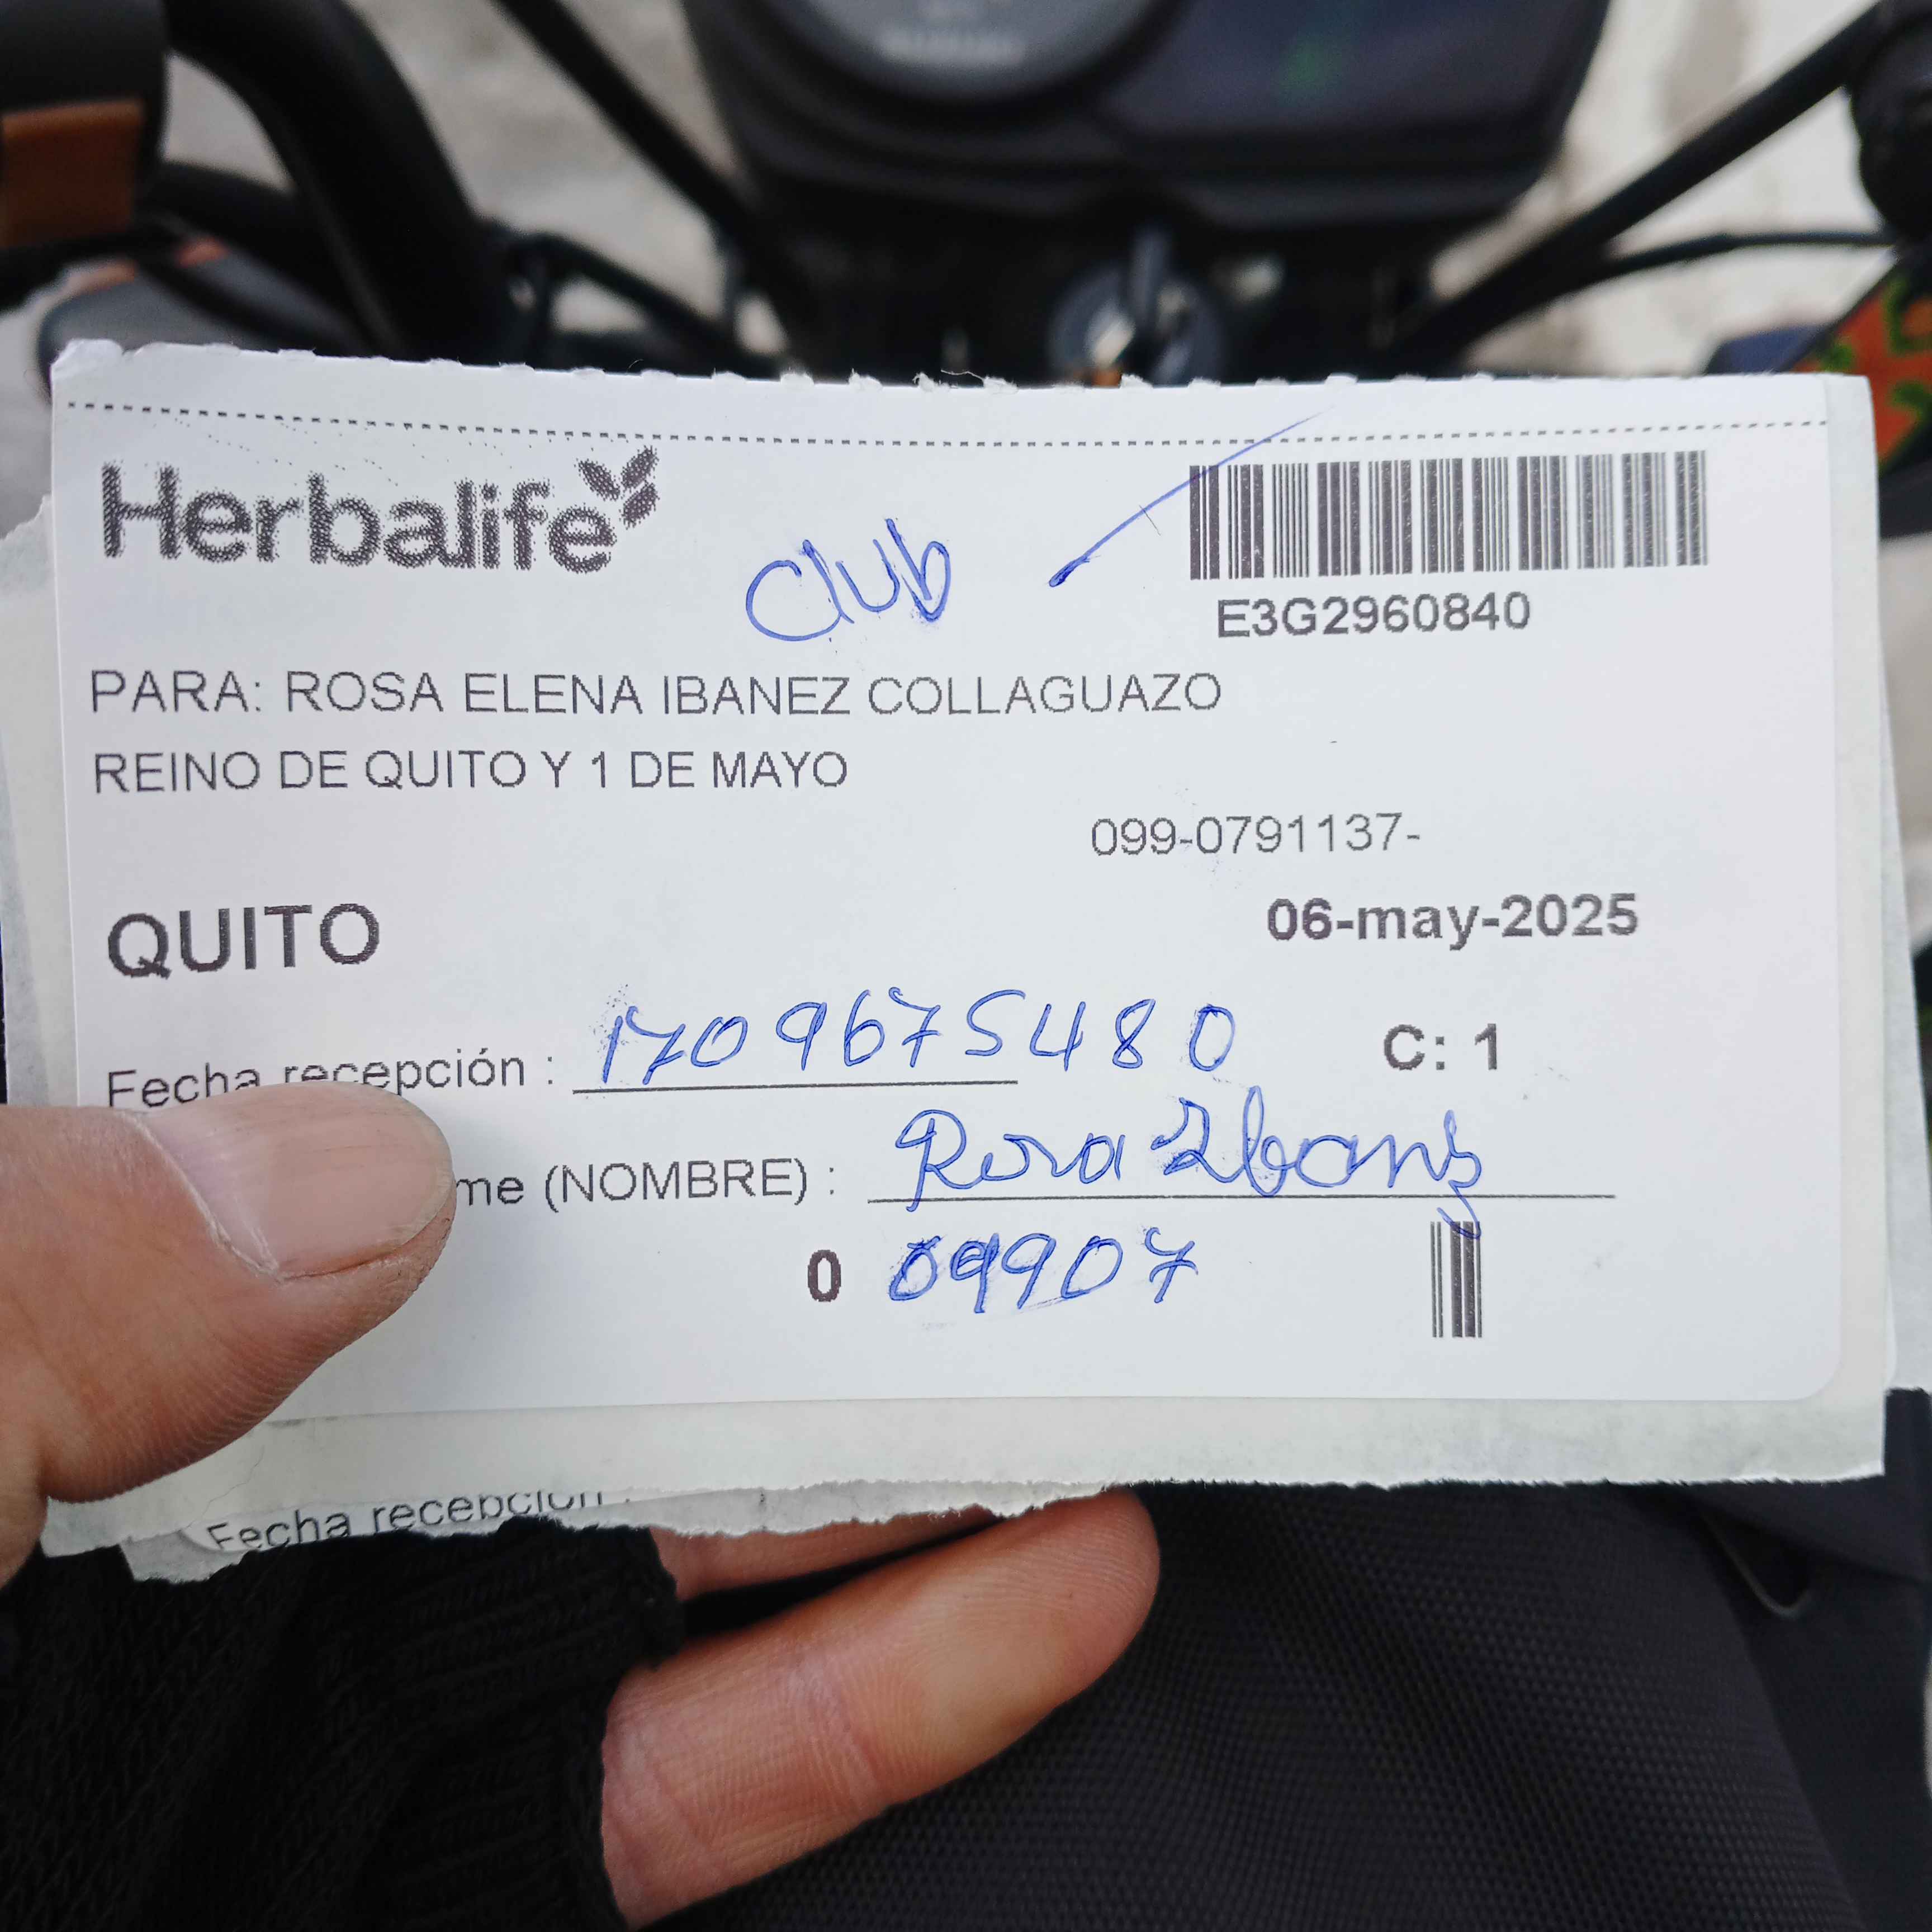 Herbalife
Club
E3G2960840
PARA: ROSA ELENA IBANEZ COLLAGUAZO
REINO DE QUITO Y 1 DE MAYO
099-0791137-
QUITO
06-may-2025
Fecha recepción : 1709675480
C: 1
me (NOMBRE) : Rosa Ibanez
0 09907
Fecha recepción :